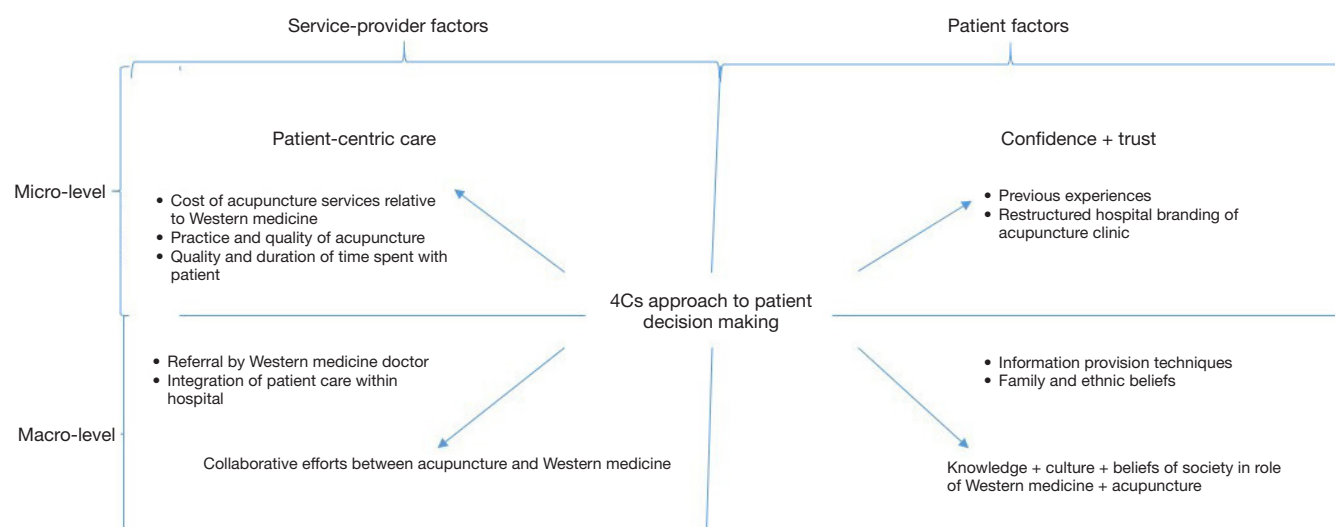 Service-provider factors
Patient factors
Micro-level
Patient-centric care
• Cost of acupuncture services relative
to Western medicine
• Practice and quality of acupuncture
• Quality and duration of time spent with
patient
Confidence + trust
• Previous experiences
• Restructured hospital branding of
acupuncture clinic
4Cs approach to patient
decision making
Macro-level
• Referral by Western medicine doctor
• Integration of patient care within
hospital
Collaborative efforts between acupuncture and Western medicine
• Information provision techniques
• Family and ethnic beliefs
Knowledge + culture + beliefs of society in role
of Western medicine + acupuncture